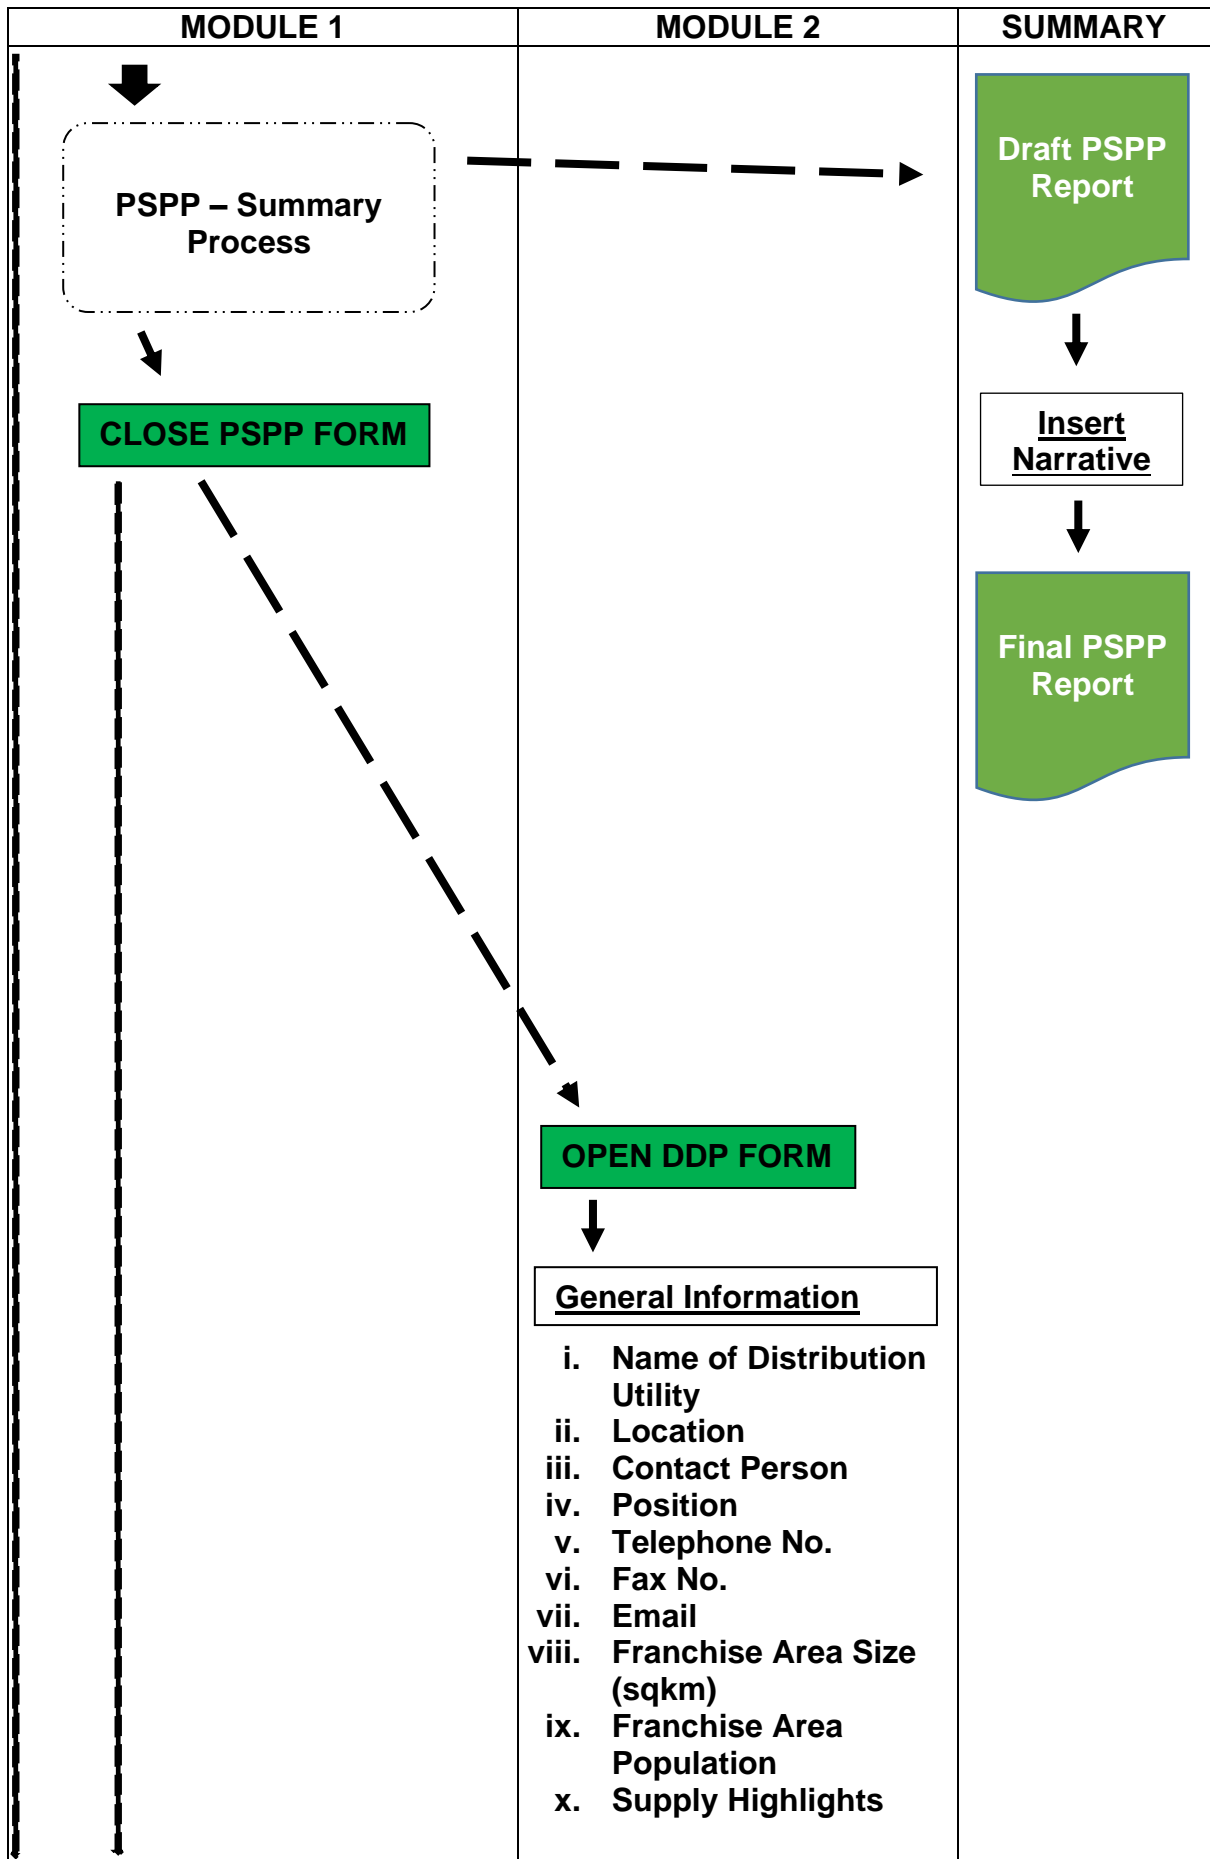 MODULE 1
MODULE 2
SUMMARY
PSPP – Summary
Process
Draft PSPP
Report
CLOSE PSPP FORM
Insert
Narrative
Final PSPP
Report
OPEN DDP FORM
General Information
i. Name of Distribution
Utility
ii. Location
iii. Contact Person
iv. Position
v. Telephone No.
vi. Fax No.
vii. Email
viii. Franchise Area Size
(sqkm)
ix. Franchise Area
Population
x. Supply Highlights